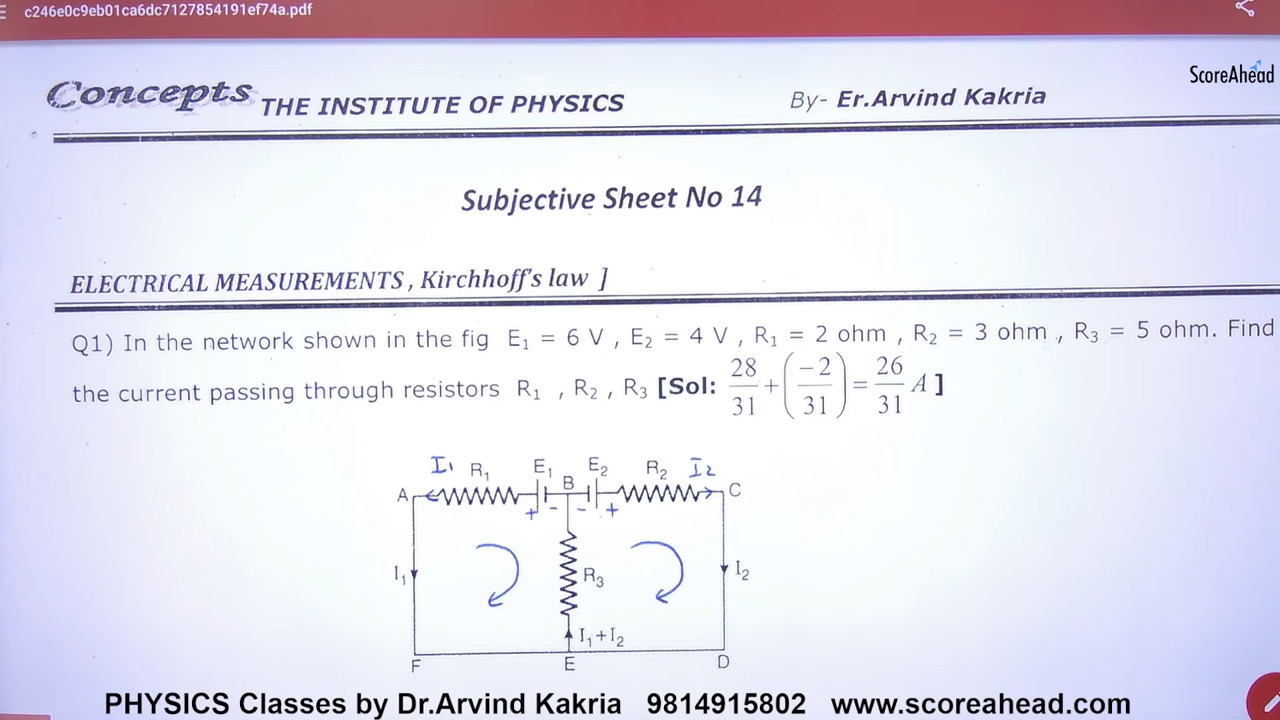 c246e0c9eb01ca6dc7127854191ef74a.pdf
ScoreAhead
Concepts THE INSTITUTE OF PHYSICS By- Er.Arvind Kakria
Subjective Sheet No 14
ELECTRICAL MEASUREMENTS , Kirchhoff's law ]
Q1) In the network shown in the fig E₁ = 6 V , E₂ = 4 V , R₁ = 2 ohm , R₂ = 3 ohm , R₃ = 5 ohm. Find
the current passing through resistors R₁ , R₂ , R₃ [Sol: 28/31 + (-2/31) = 26/31 A ]
I₁ R₁ E₁ B E₂ R₂ I₂
A C
+ - - +
I₁ R₃ I₂
I₁+I₂
F E D
PHYSICS Classes by Dr.Arvind Kakria 9814915802 www.scoreahead.com